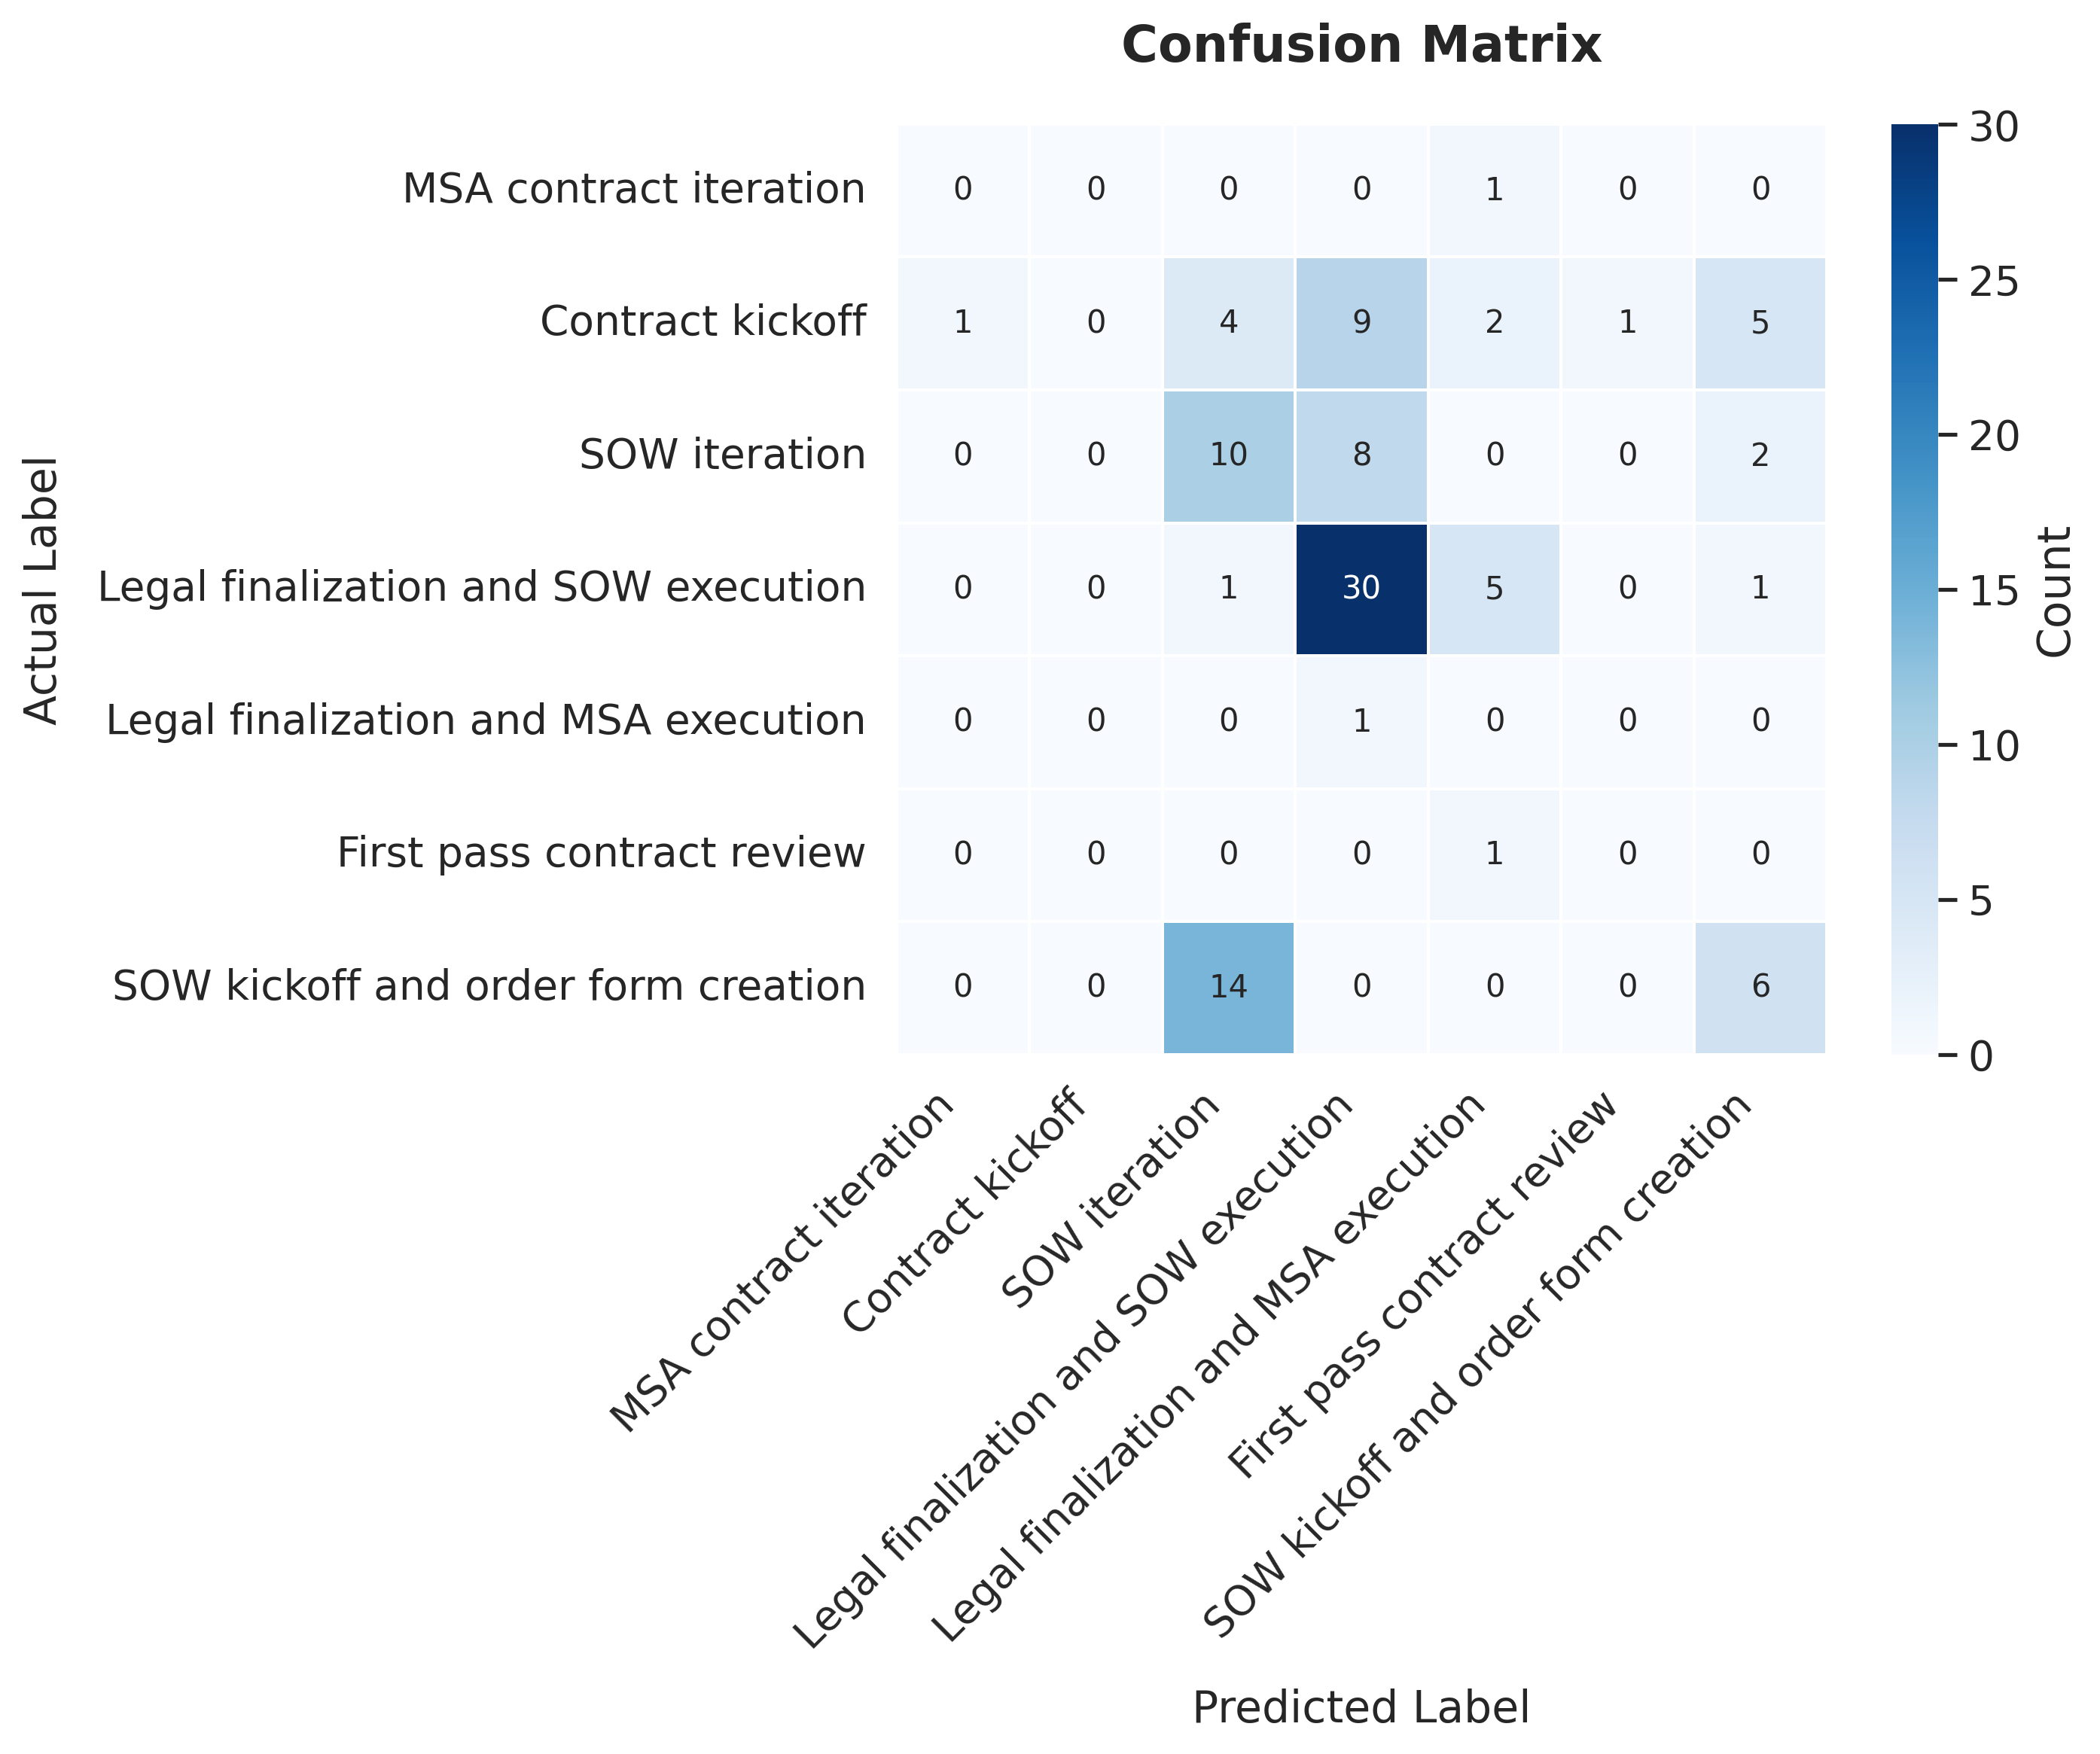 Confusion Matrix
Actual Label
MSA contract iteration 0 0 0 0 1 0 0
Contract kickoff 1 0 4 9 2 1 5
SOW iteration 0 0 10 8 0 0 2
Legal finalization and SOW execution 0 0 1 30 5 0 1
Legal finalization and MSA execution 0 0 0 1 0 0 0
First pass contract review 0 0 0 0 1 0 0
SOW kickoff and order form creation 0 0 14 0 0 0 6
MSA contract iteration
Contract kickoff
SOW iteration
Legal finalization and SOW execution
Legal finalization and MSA execution
First pass contract review
SOW kickoff and order form creation
Predicted Label
30
25
20
15
10
5
0
Count